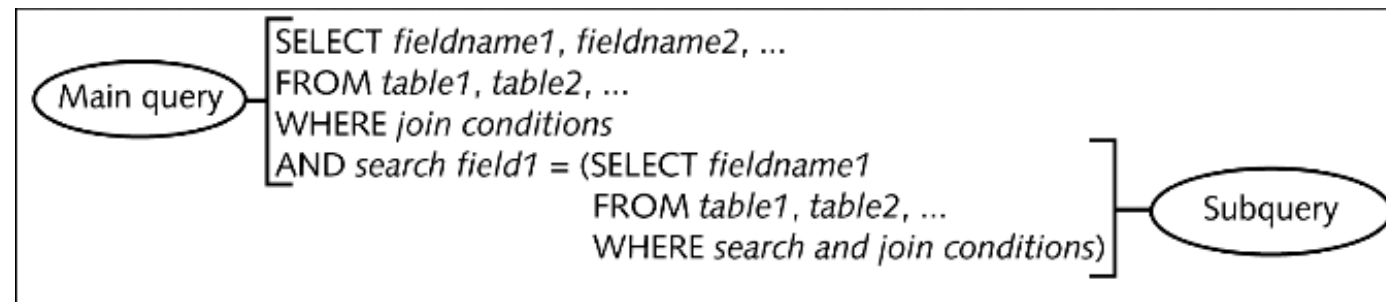 Main query
SELECT fieldname1, fieldname2, ...
FROM table1, table2, ...
WHERE join conditions
AND search field1 = (SELECT fieldname1
FROM table1, table2, ...
WHERE search and join conditions)
Subquery